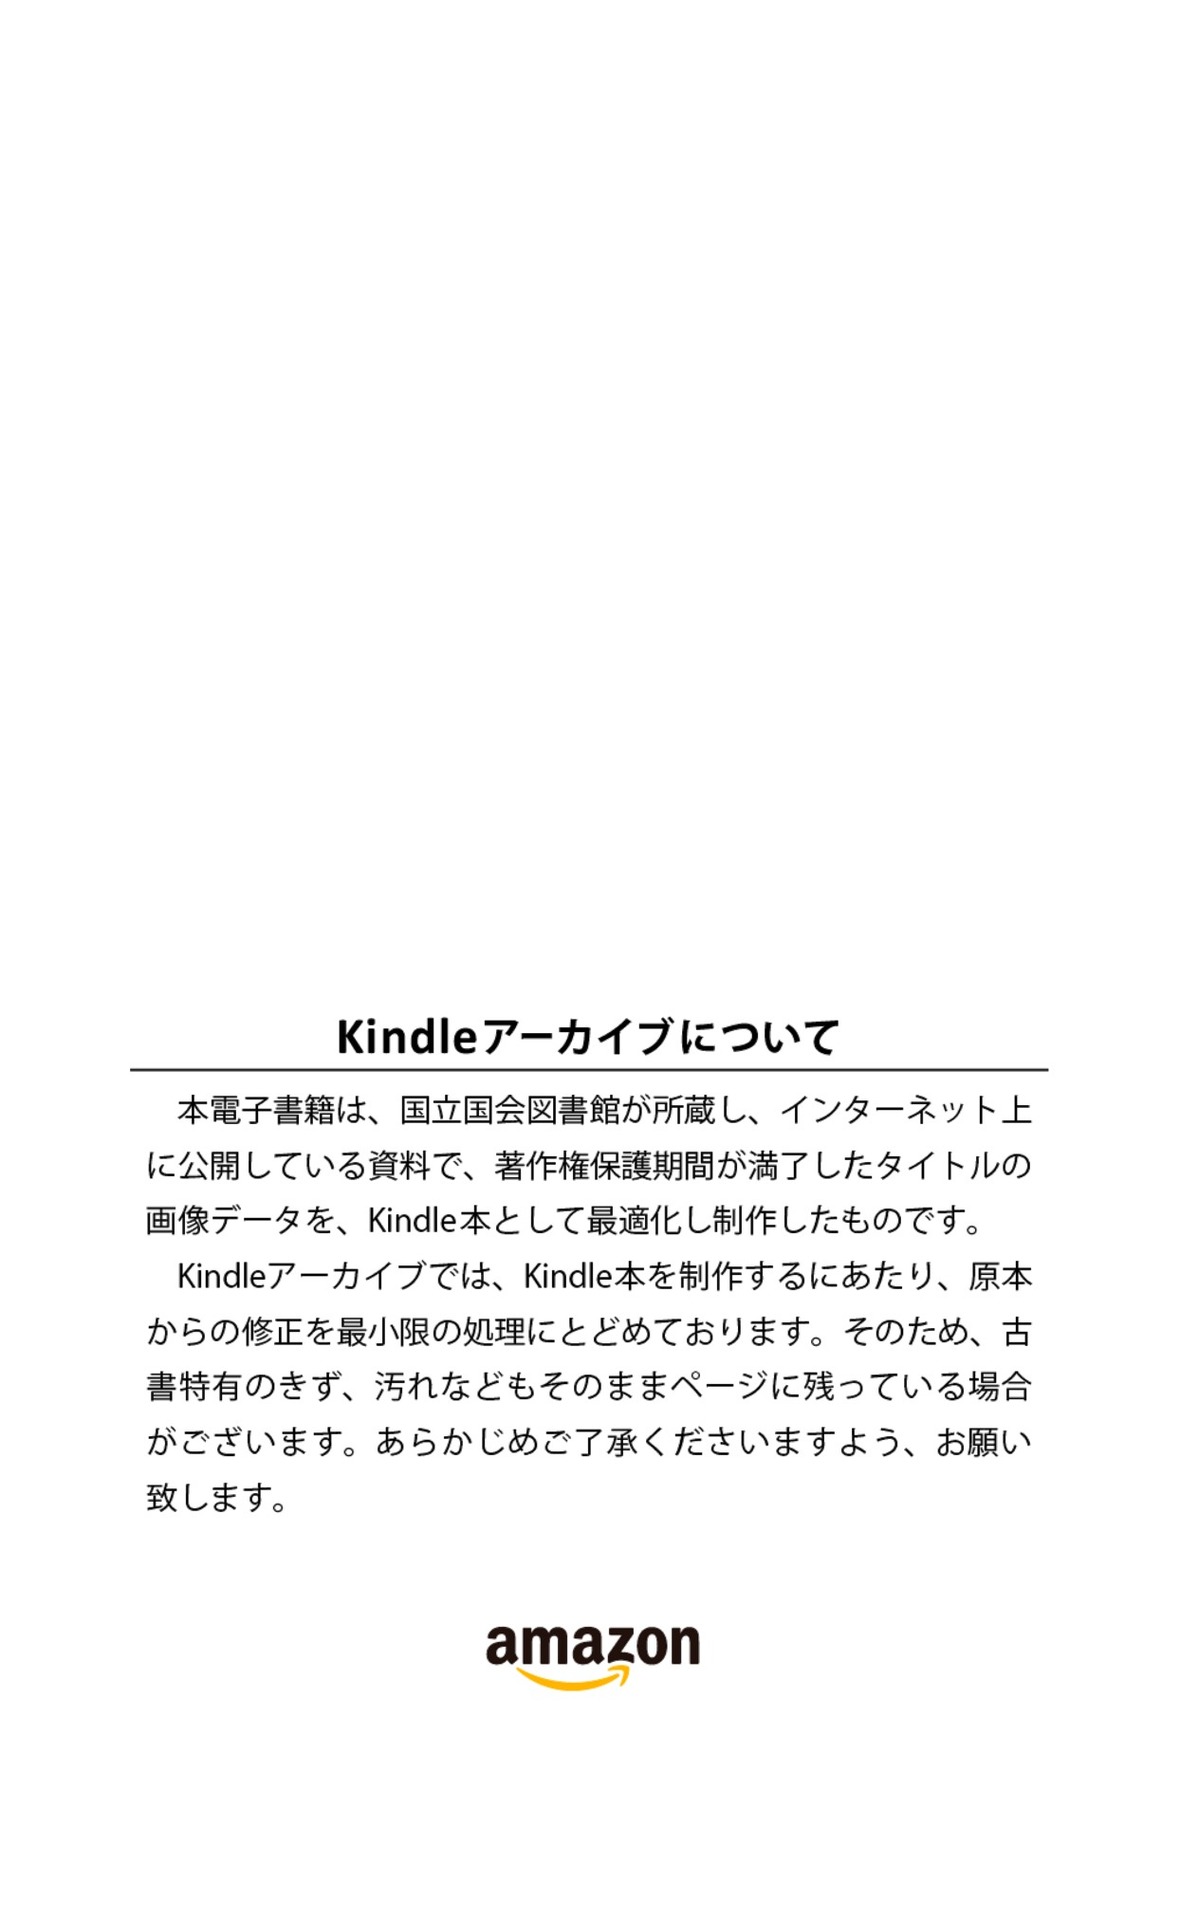 Kindleアーカイブについて
本電子書籍は、国立国会図書館が所蔵し、インターネット上
に公開している資料で、著作権保護期間が満了したタイトルの
画像データを、Kindle本として最適化し制作したものです。
Kindleアーカイブでは、Kindle本を制作するにあたり、原本
からの修正を最小限の処理にとどめております。そのため、古
書特有のきず、汚れなどもそのままページに残っている場合
がございます。あらかじめご了承くださいますよう、お願い
致します。
amazon